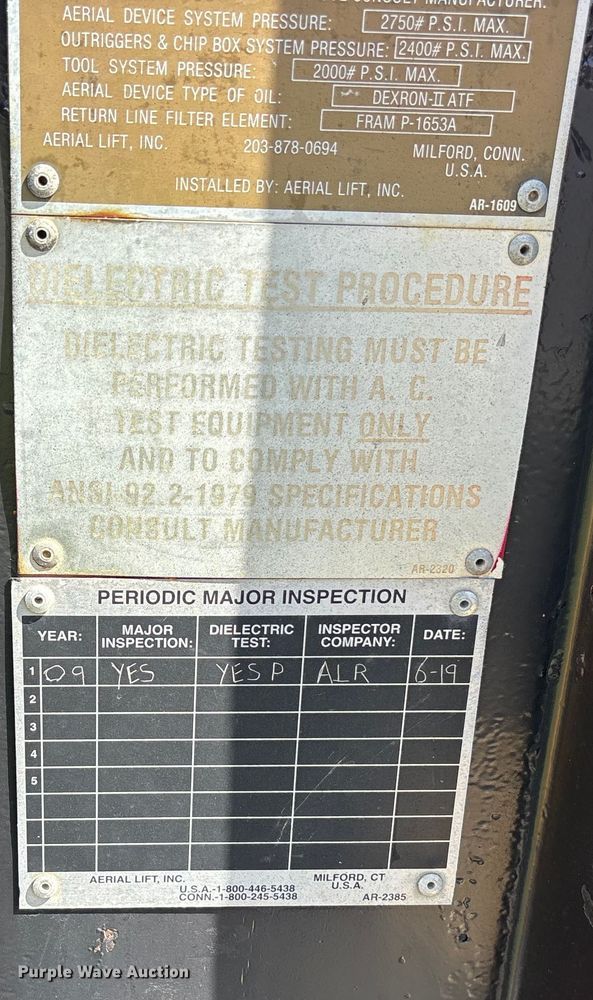 CONSULT MANUFACTURER.
AERIAL DEVICE SYSTEM PRESSURE: 2750# P.S.I. MAX.
OUTRIGGERS & CHIP BOX SYSTEM PRESSURE: 2400# P.S.I. MAX.
TOOL SYSTEM PRESSURE: 2000# P.S.I. MAX.
AERIAL DEVICE TYPE OF OIL: DEXRON-II ATF
RETURN LINE FILTER ELEMENT: FRAM P-1653A
AERIAL LIFT, INC. 203-878-0694 MILFORD, CONN.
U.S.A.
INSTALLED BY: AERIAL LIFT, INC.
AR-1609
DIELECTRIC TEST PROCEDURE
DIELECTRIC TESTING MUST BE
PERFORMED WITH A. C.
TEST EQUIPMENT ONLY
AND TO COMPLY WITH
ANSI-92.2-1979 SPECIFICATIONS
CONSULT MANUFACTURER
AR-2320
PERIODIC MAJOR INSPECTION
YEAR: MAJOR INSPECTION: DIELECTRIC TEST: INSPECTOR COMPANY: DATE:
1 09 YES YES P ALR 6-19
2
3
4
5
AERIAL LIFT, INC. MILFORD, CT
U.S.A.-1-800-446-5438 U.S.A.
CONN.-1-800-245-5438 AR-2385
Purple Wave Auction